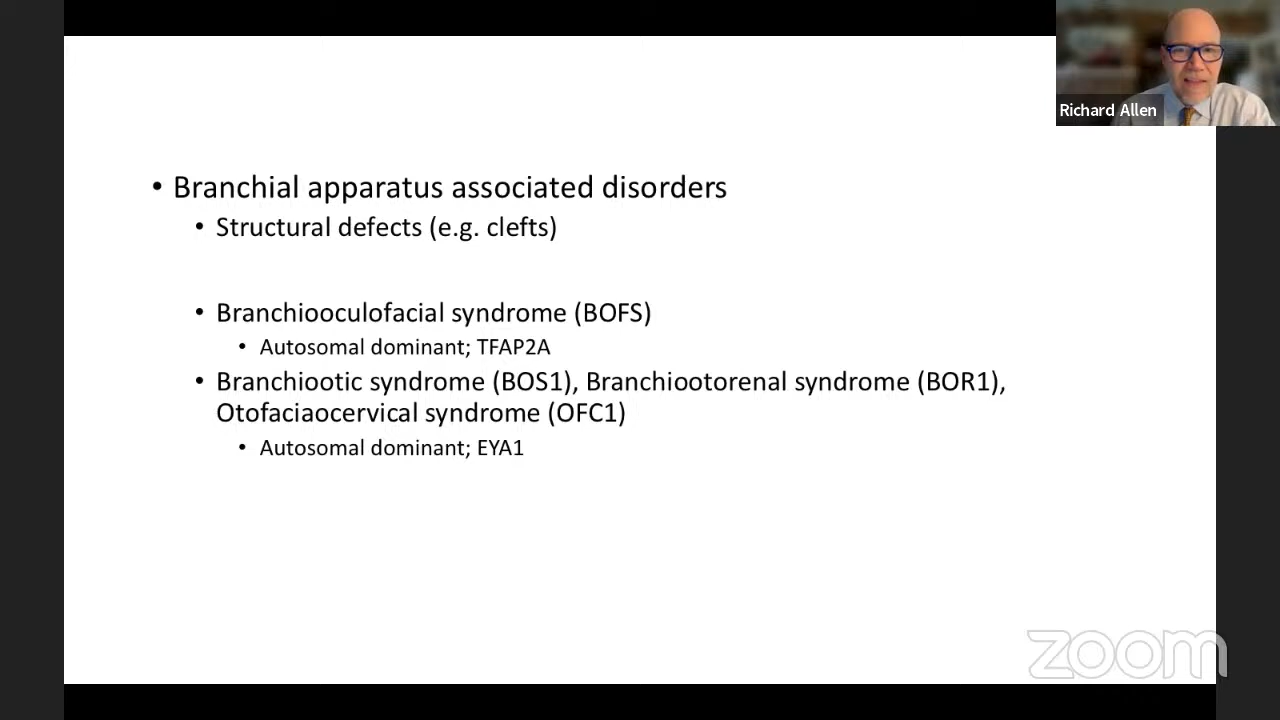 Richard Allen
• Branchial apparatus associated disorders
• Structural defects (e.g. clefts)
• Branchiooculofacial syndrome (BOFS)
• Autosomal dominant; TFAP2A
• Branchiootic syndrome (BOS1), Branchiootorenal syndrome (BOR1),
Otofaciaocervical syndrome (OFC1)
• Autosomal dominant; EYA1
zoom